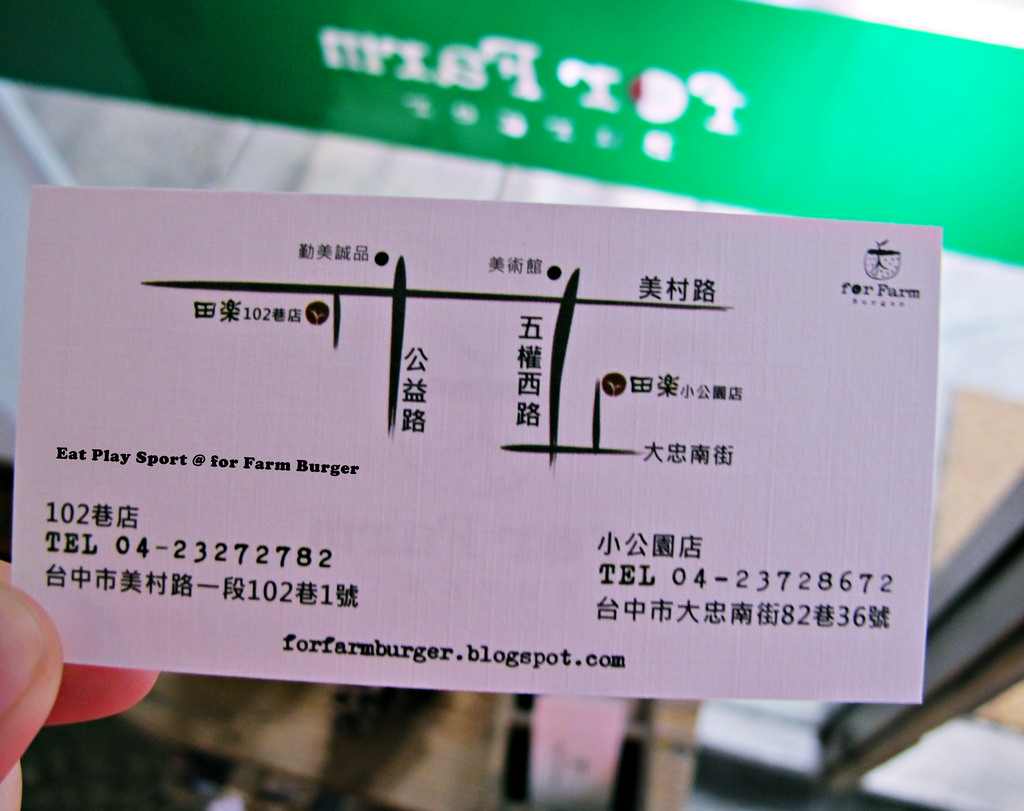 for Farm
BURGER
勤美誠品
美術館
美村路
for Farm
Burger
田楽102巷店
公益路
五權西路
田楽小公園店
大忠南街
Eat Play Sport @ for Farm Burger
102巷店
TEL 04-23272782
台中市美村路一段102巷1號
小公園店
TEL 04-23728672
台中市大忠南街82巷36號
forfarmburger.blogspot.com